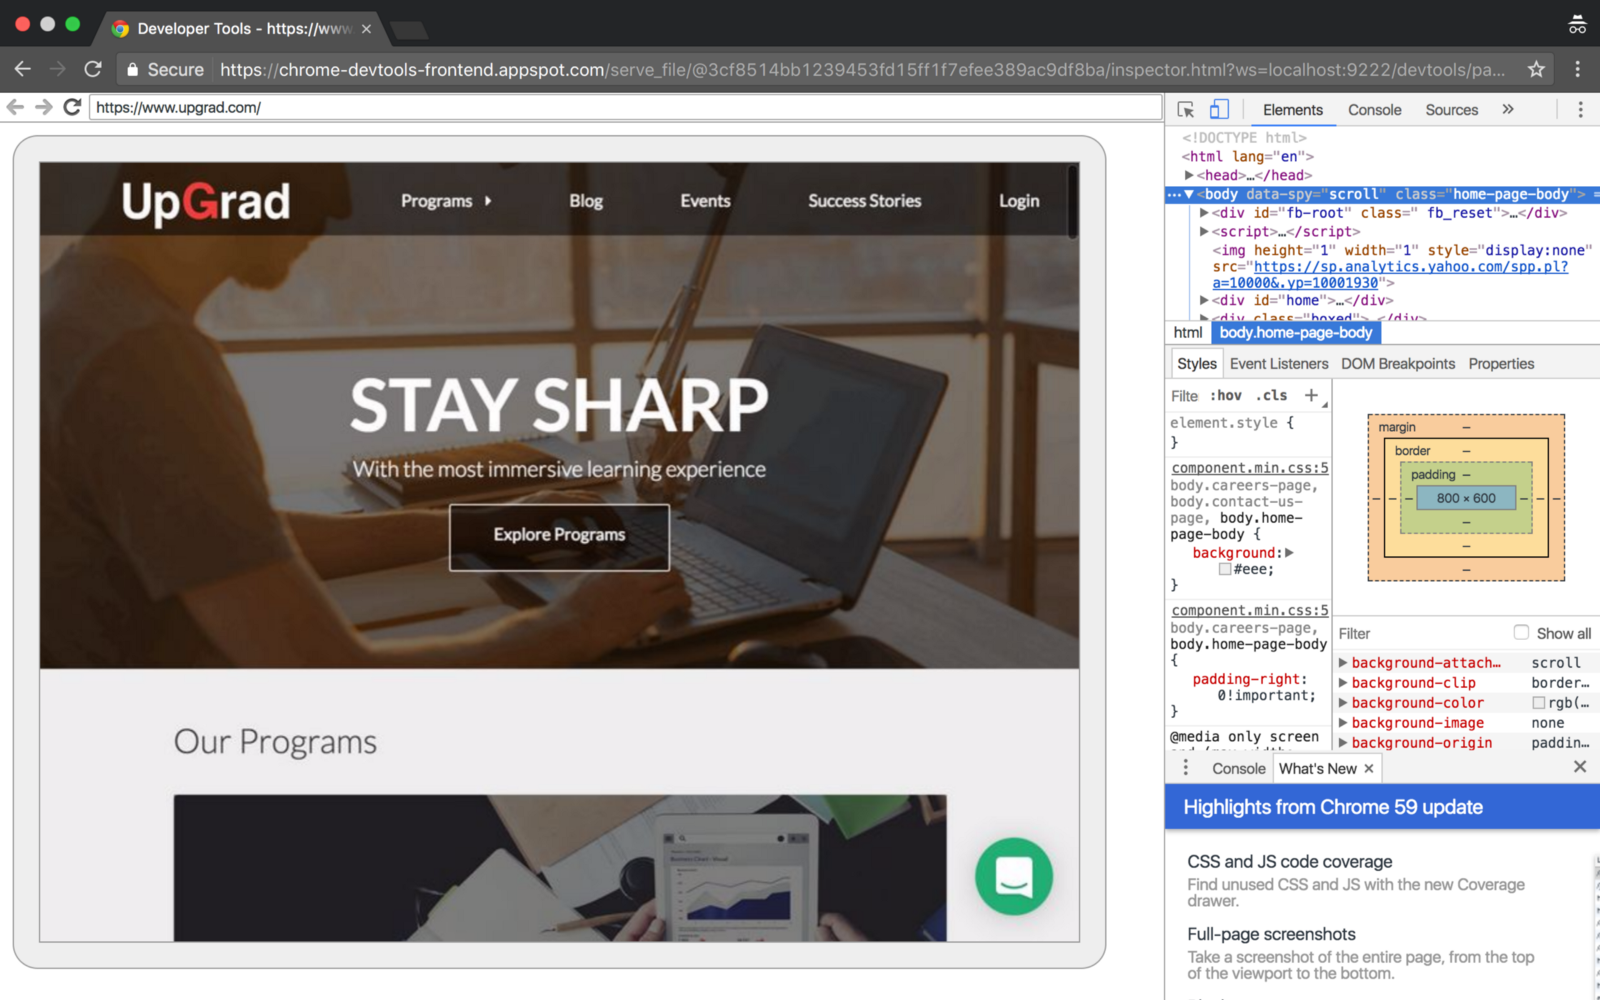 Developer Tools - https://www.
Secure
https://chrome-devtools-frontend.appspot.com/serve_file/@3cf8514bb1239453fd15ff1f7efee389ac9df8ba/inspector.html?ws=localhost:9222/devtools/pa...
https://www.upgrad.com/
UpGrad
Programs
Blog
Events
Success Stories
Login
STAY SHARP
With the most immersive learning experience
Explore Programs
Our Programs
Business Chart - Visual
Elements
Console
Sources
»
<!DOCTYPE html>
<html lang="en">
<head>…</head>
<body data-spy="scroll" class="home-page-body"> =
<div id="fb-root" class=" fb_reset">…</div>
<script>…</script>
<img height="1" width="1" style="display:none"
src="https://sp.analytics.yahoo.com/spp.pl?
a=10000&.yp=10001930">
<div id="home">…</div>
<div class="boxed">…</div>
html
body.home-page-body
Styles
Event Listeners
DOM Breakpoints
Properties
Filte
:hov
.cls
+
element.style {
}
component.min.css:5
body.careers-page,
body.contact-us-
page, body.home-
page-body {
background:
#eee;
}
component.min.css:5
body.careers-page,
body.home-page-body
{
padding-right:
0!important;
}
@media only screen
margin
–
border
–
padding –
– – – 800 × 600 – – –
–
–
–
Filter
Show all
background-attach… scroll
background-clip border…
background-color rgb(…
background-image none
background-origin paddin…
Console
What's New
Highlights from Chrome 59 update
CSS and JS code coverage
Find unused CSS and JS with the new Coverage
drawer.
Full-page screenshots
Take a screenshot of the entire page, from the top
of the viewport to the bottom.